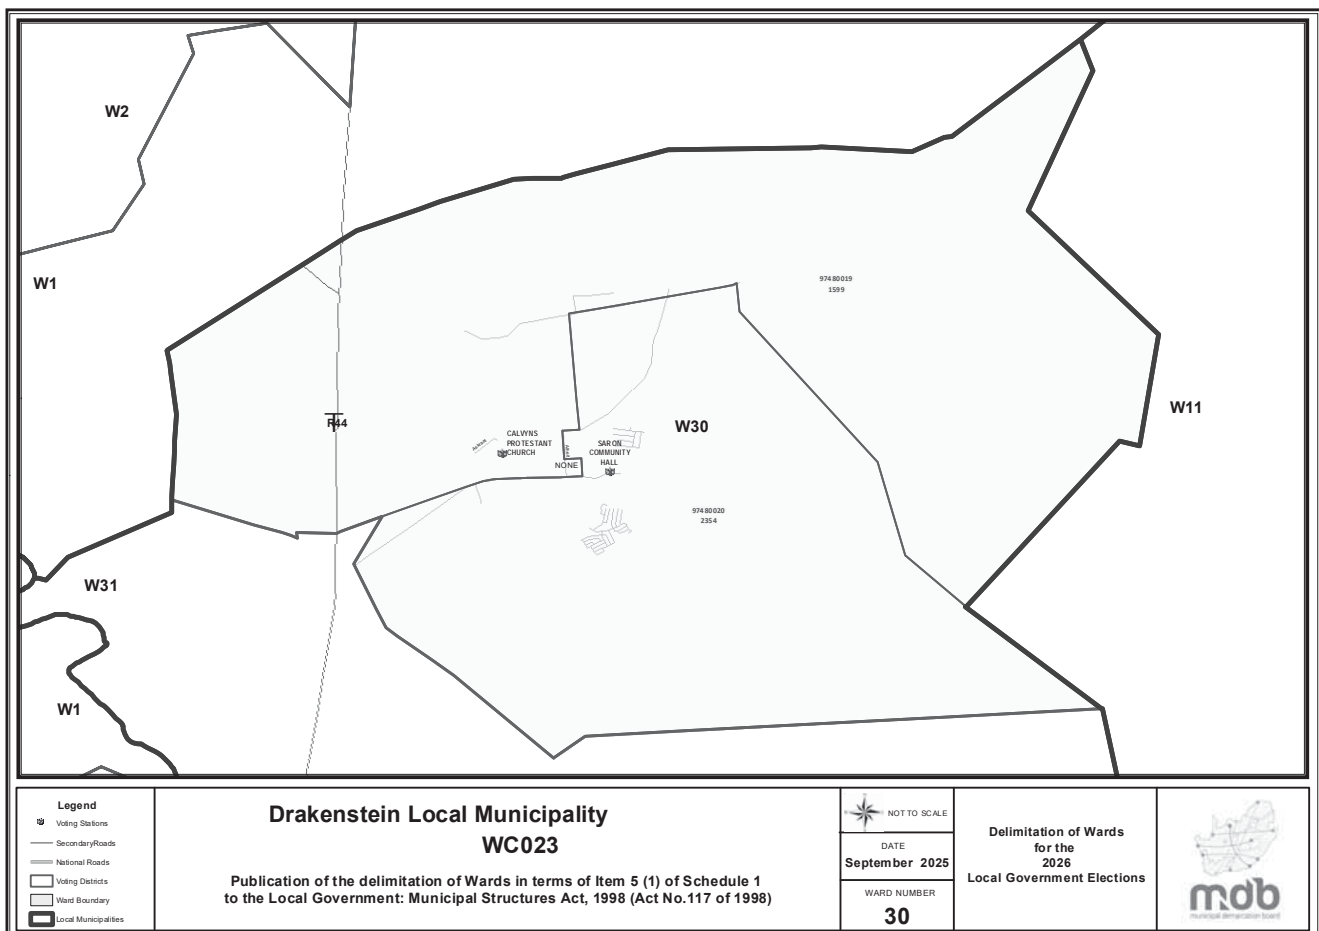 W2
W1
97480019
1599
W11
R44
W30
CALVYNS
PROTESTANT
CHURCH
SARON
COMMUNITY
HALL
NONE
97480020
2354
W31
W1
Legend
Voting Stations
SecondaryRoads
National Roads
Voting Districts
Ward Boundary
Local Municipalities
Drakenstein Local Municipality
WC023
Publication of the delimitation of Wards in terms of Item 5 (1) of Schedule 1
to the Local Government: Municipal Structures Act, 1998 (Act No.117 of 1998)
NOT TO SCALE
DATE
September 2025
WARD NUMBER
30
Delimitation of Wards
for the
2026
Local Government Elections
mdb
municipal demarcation board